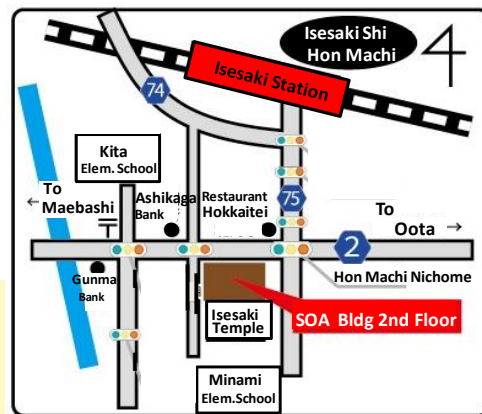 Isesaki Shi
Hon Machi
Isesaki Station
74
Kita
Elem. School
To
← Maebashi
〒
Ashikaga
Bank
Restaurant
Hokkaitei
75
To
Oota →
2
Gunma
Bank
Hon Machi Nichome
Isesaki
Temple
SOA Bldg 2nd Floor
Minami
Elem.School